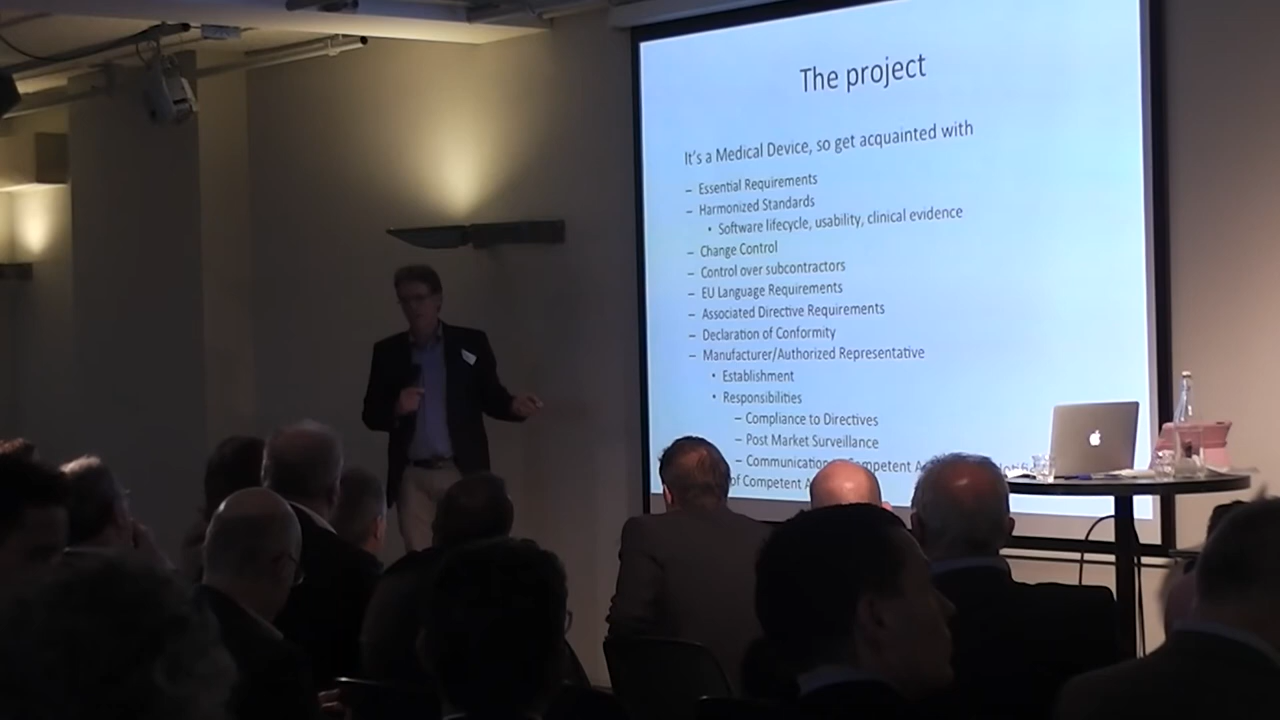 The project
It's a Medical Device, so get acquainted with
– Essential Requirements
– Harmonized Standards
• Software lifecycle, usability, clinical evidence
– Change Control
– Control over subcontractors
– EU Language Requirements
– Associated Directive Requirements
– Declaration of Conformity
– Manufacturer/Authorized Representative
• Establishment
• Responsibilities
– Compliance to Directives
– Post Market Surveillance
– Communication
of Competent